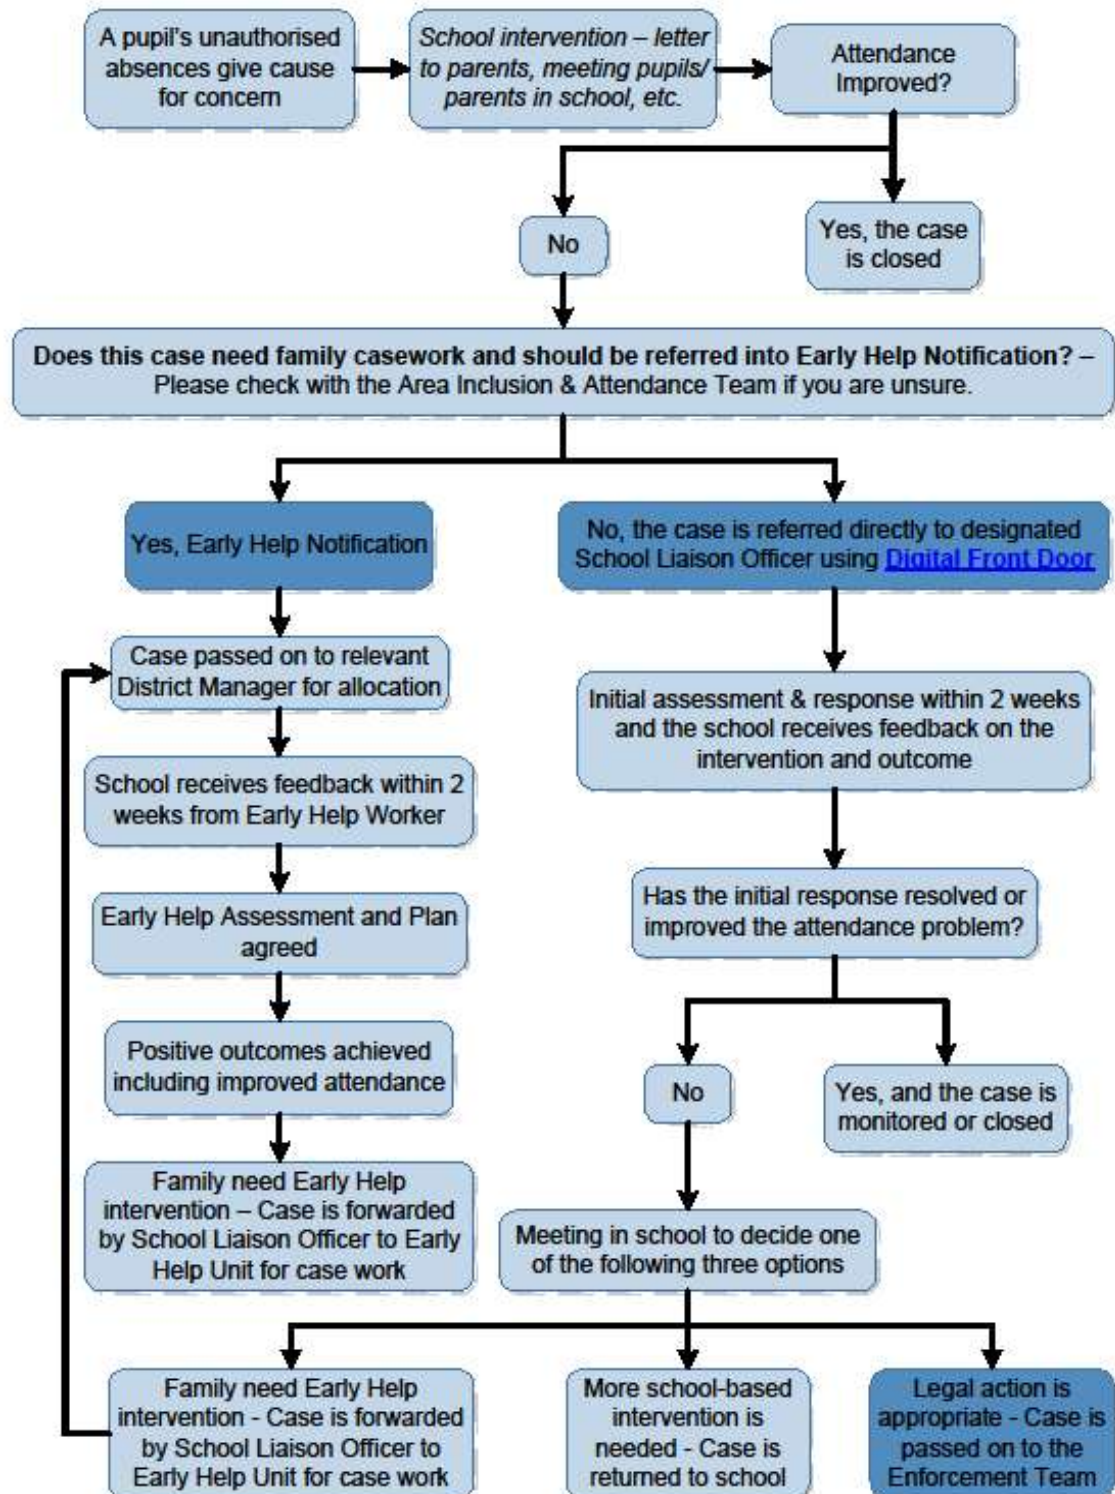 A pupil's unauthorised
absences give cause
for concern
School intervention – letter
to parents, meeting pupils/
parents in school, etc.
Attendance
Improved?
No
Yes, the case
is closed
Does this case need family casework and should be referred into Early Help Notification? –
Please check with the Area Inclusion & Attendance Team if you are unsure.
Yes, Early Help Notification
No, the case is referred directly to designated
School Liaison Officer using Digital Front Door
Case passed on to relevant
District Manager for allocation
School receives feedback within 2
weeks from Early Help Worker
Early Help Assessment and Plan
agreed
Positive outcomes achieved
including improved attendance
Family need Early Help
intervention – Case is forwarded
by School Liaison Officer to Early
Help Unit for case work
Initial assessment & response within 2 weeks
and the school receives feedback on the
intervention and outcome
Has the initial response resolved or
improved the attendance problem?
No
Yes, and the case is
monitored or closed
Meeting in school to decide one
of the following three options
Family need Early Help
intervention - Case is forwarded
by School Liaison Officer to
Early Help Unit for case work
More school-based
intervention is
needed - Case is
returned to school
Legal action is
appropriate - Case is
passed on to the
Enforcement Team